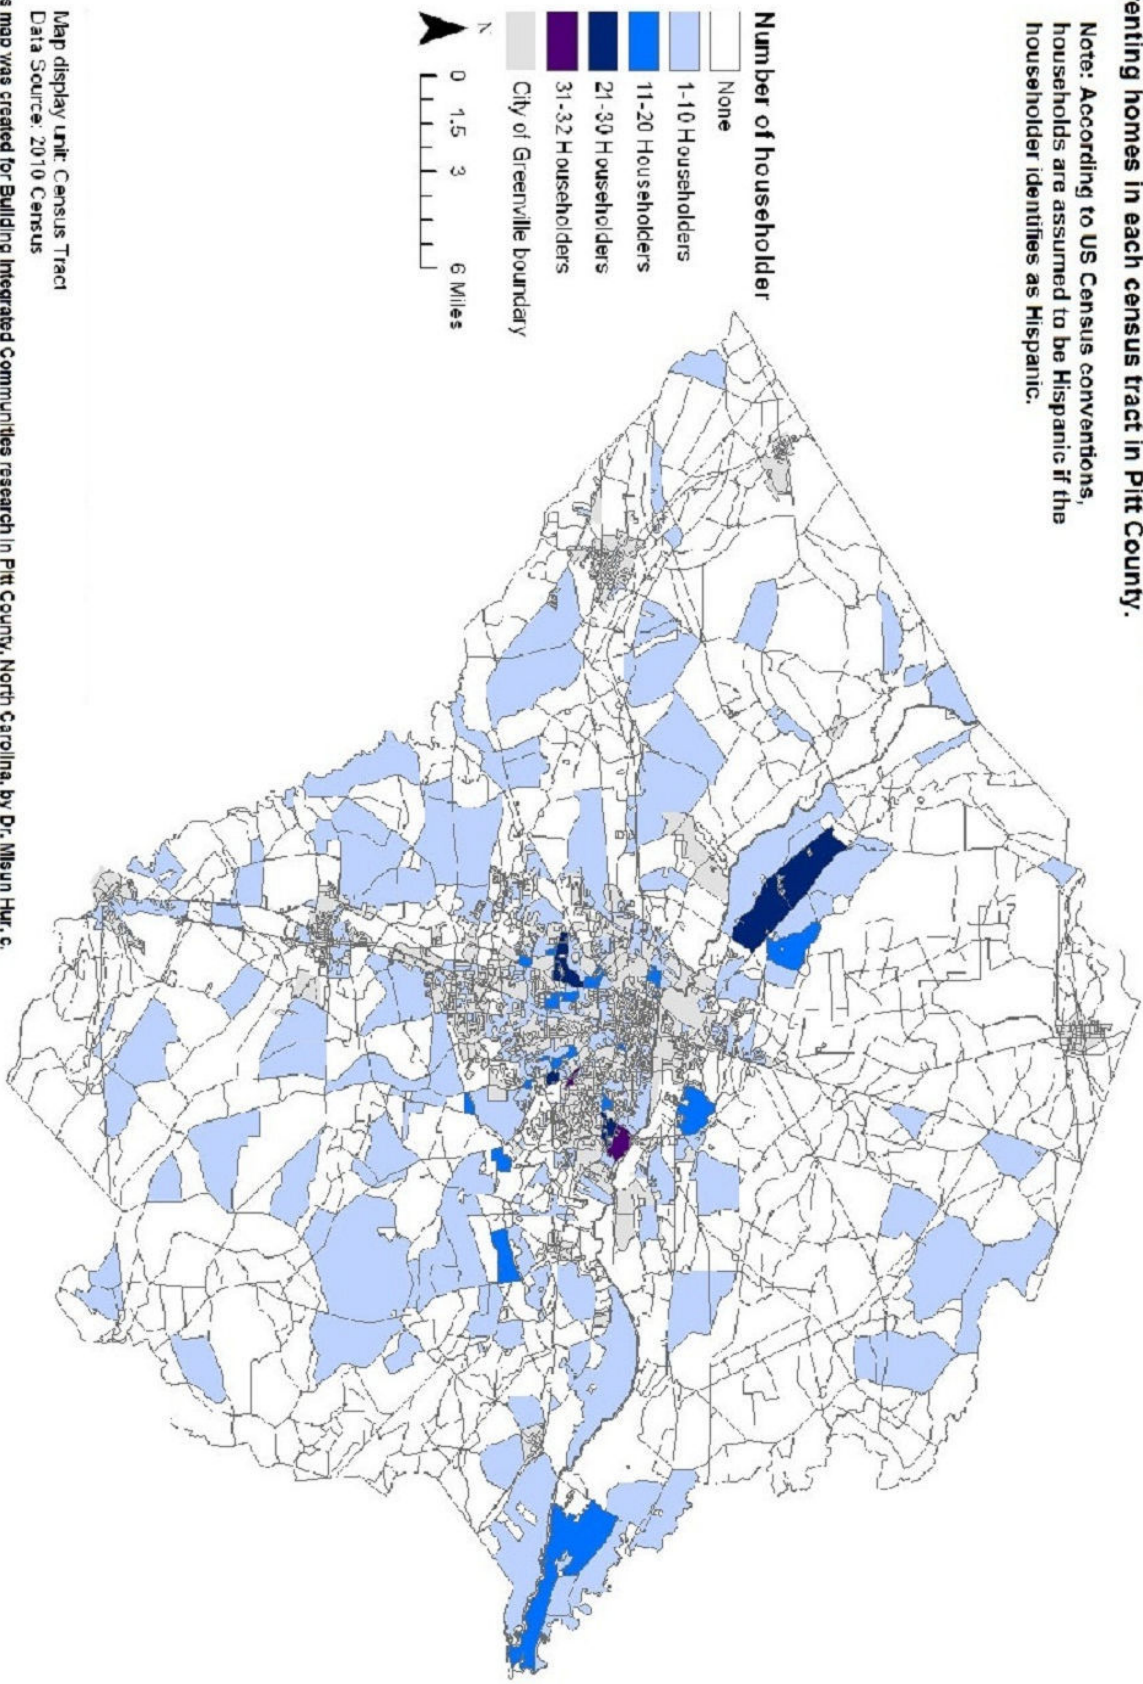 enting homes in each census tract in Pitt County.
Note: According to US Census conventions,
households are assumed to be Hispanic if the
householder identifies as Hispanic.
Number of householder
None
1-10 Householders
11-20 Householders
21-30 Householders
31-32 Householders
City of Greenville boundary
N
0 1.5 3 6 Miles
Map display unit: Census Tract
Data Source: 2010 Census
s map was created for Building Integrated Communities research in Pitt County, North Carolina, by Dr. Misun Hur, c.